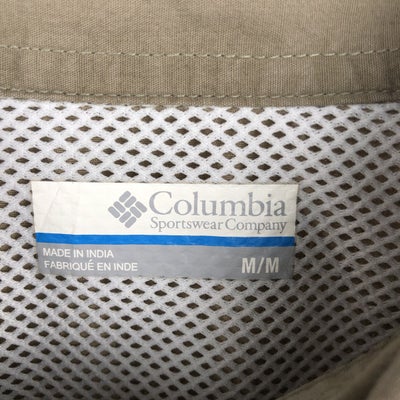 Columbia
Sportswear Company
MADE IN INDIA
FABRIQUÉ EN INDE
M/M